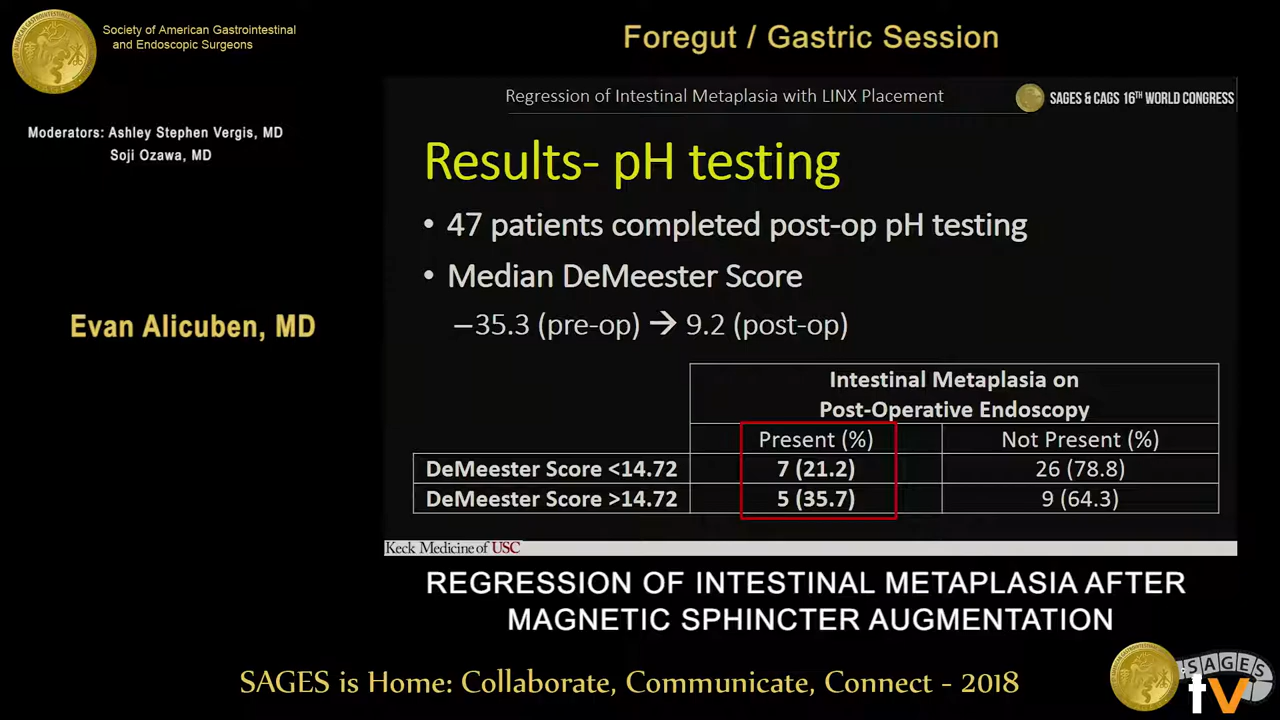 Society of American Gastrointestinal
and Endoscopic Surgeons
Foregut / Gastric Session
Moderators: Ashley Stephen Vergis, MD
Soji Ozawa, MD
Evan Alicuben, MD
Regression of Intestinal Metaplasia with LINX Placement
SAGES & CAGS 16TH WORLD CONGRESS
Results- pH testing
• 47 patients completed post-op pH testing
• Median DeMeester Score
–35.3 (pre-op) → 9.2 (post-op)
Intestinal Metaplasia on
Post-Operative Endoscopy
Present (%) Not Present (%)
DeMeester Score <14.72 7 (21.2) 26 (78.8)
DeMeester Score >14.72 5 (35.7) 9 (64.3)
Keck Medicine of USC
REGRESSION OF INTESTINAL METAPLASIA AFTER
MAGNETIC SPHINCTER AUGMENTATION
SAGES is Home: Collaborate, Communicate, Connect - 2018
SAGES
tv